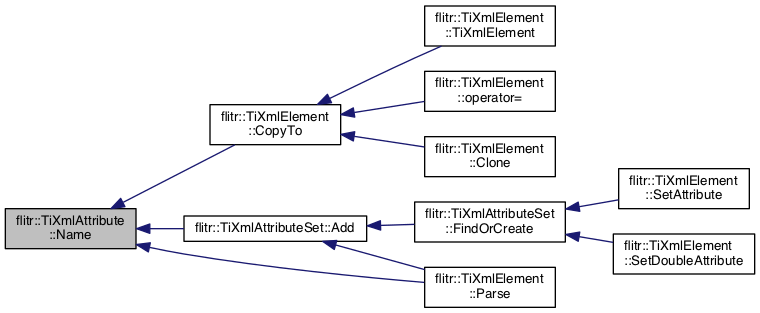 flitr::TiXmlElement
::TiXmlElement
flitr::TiXmlElement
::operator=
flitr::TiXmlElement
::CopyTo
flitr::TiXmlElement
::Clone
flitr::TiXmlElement
::SetAttribute
flitr::TiXmlAttribute
::Name
flitr::TiXmlAttributeSet::Add
flitr::TiXmlAttributeSet
::FindOrCreate
flitr::TiXmlElement
::SetDoubleAttribute
flitr::TiXmlElement
::Parse